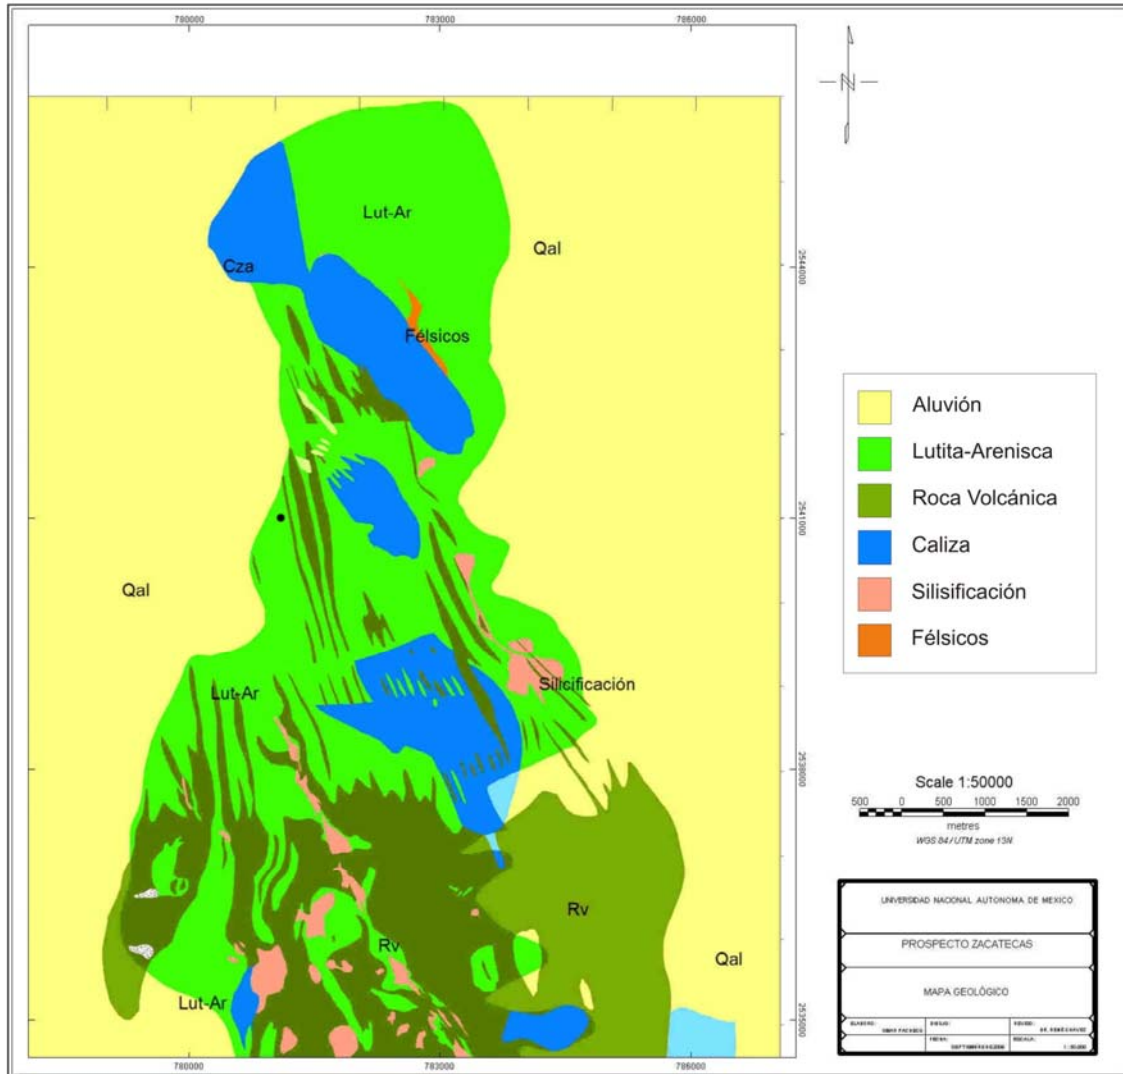 780000 783000 786000
N
Lut-Ar
Qal
Cza
2544000
Félsicos
Aluvión
Lutita-Arenisca
Roca Volcánica
Caliza
Silisificación
Félsicos
2541000
Qal
Lut-Ar
Silicificación
2538000
Scale 1:50000
500 0 500 1000 1500 2000
metres
WGS 84 / UTM zone 13N
Rv
UNIVERSIDAD NACIONAL AUTONOMA DE MEXICO
Rv
PROSPECTO ZACATECAS
Qal
MAPA GEOLÓGICO
Lut-Ar
2535000
780000 783000 786000